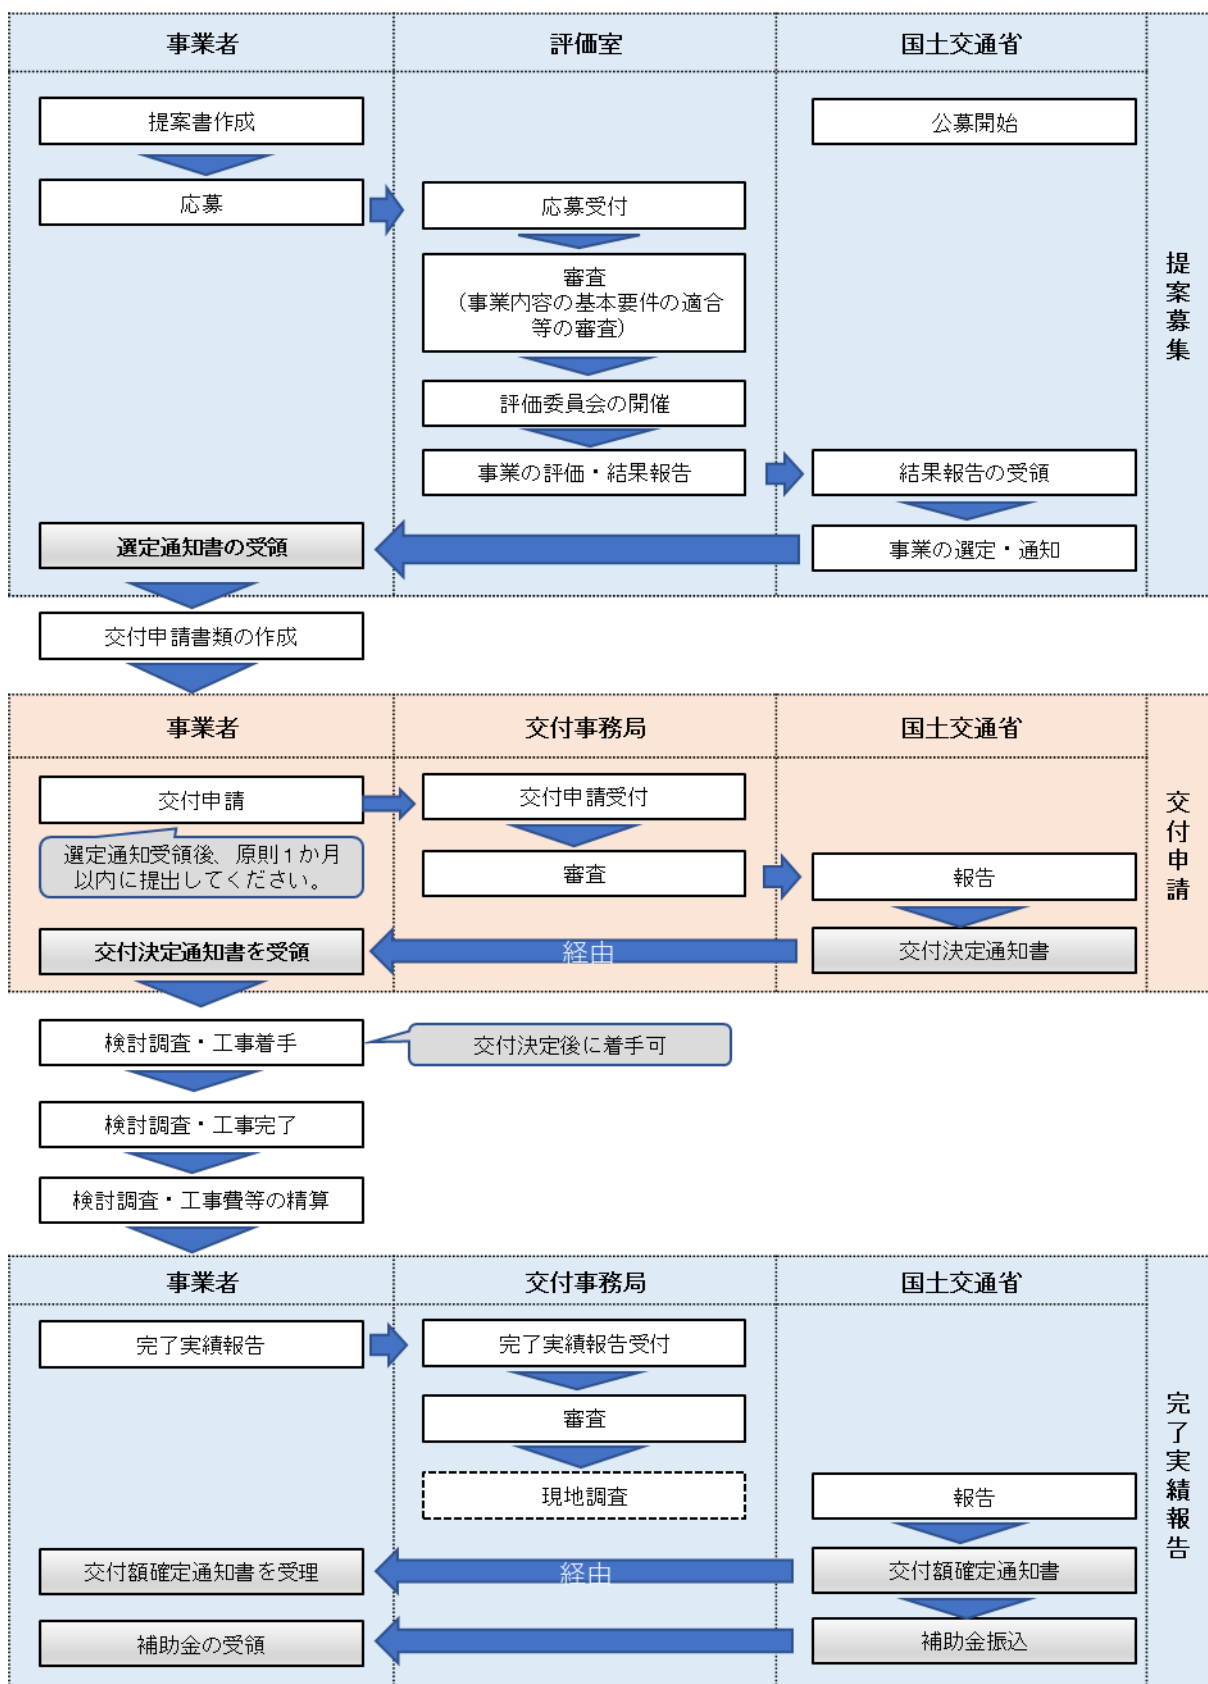 事業者
評価室
国土交通省
提案募集
提案書作成
公募開始
応募
応募受付
審査
（事業内容の基本要件の適合
等の審査）
評価委員会の開催
事業の評価・結果報告
結果報告の受領
選定通知書の受領
事業の選定・通知
交付申請書類の作成
事業者
交付事務局
国土交通省
交付申請
交付申請
交付申請受付
選定通知受領後、原則１か月
以内に提出してください。
審査
報告
交付決定通知書を受領
経由
交付決定通知書
検討調査・工事着手
交付決定後に着手可
検討調査・工事完了
検討調査・工事費等の精算
事業者
交付事務局
国土交通省
完了実績報告
完了実績報告
完了実績報告受付
審査
現地調査
報告
交付額確定通知書を受理
経由
交付額確定通知書
補助金の受領
補助金振込